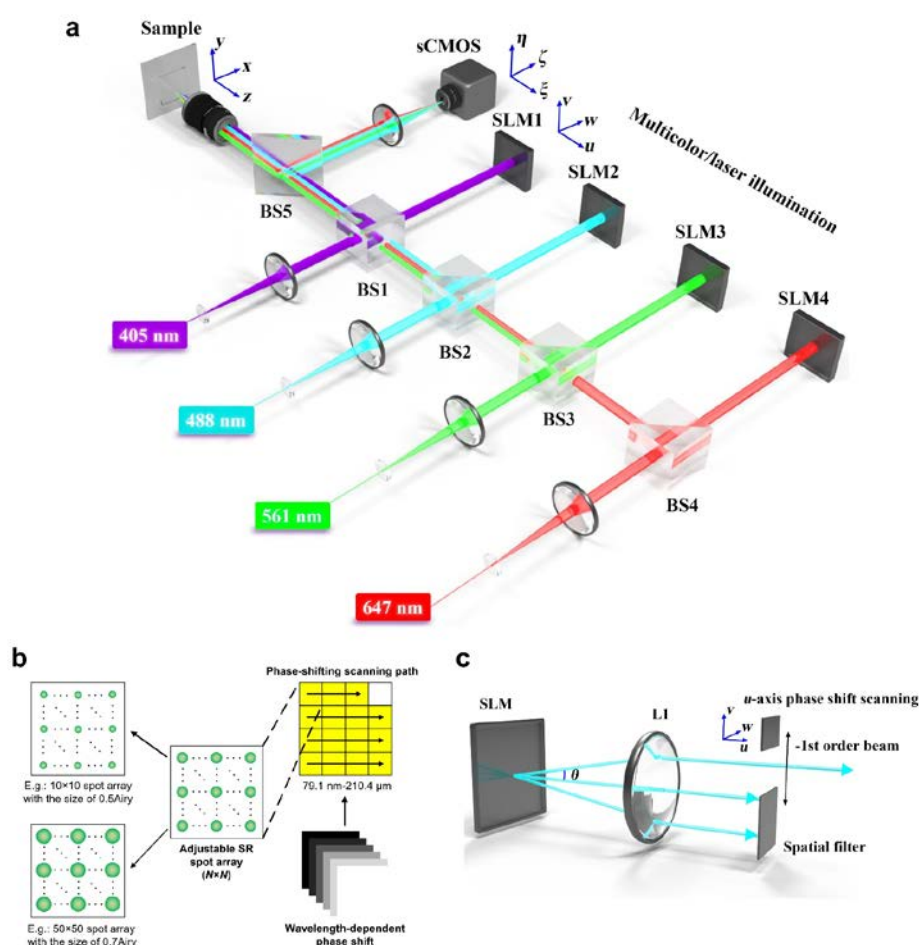 a
Sample
y
x
z
sCMOS
η
ζ
ξ
v
w
u
Multicolor/laser illumination
SLM1
SLM2
SLM3
SLM4
BS5
BS1
BS2
BS3
BS4
405 nm
488 nm
561 nm
647 nm
b
Phase-shifting scanning path
E.g.: 10×10 spot array
with the size of 0.5Airy
79.1 nm-210.4 μm
Adjustable SR
spot array
(N×N)
E.g.: 50×50 spot array
with the size of 0.7Airy
Wavelength-dependent
phase shift
c
SLM
L1
θ
u-axis phase shift scanning
v
w
u
-1st order beam
Spatial filter